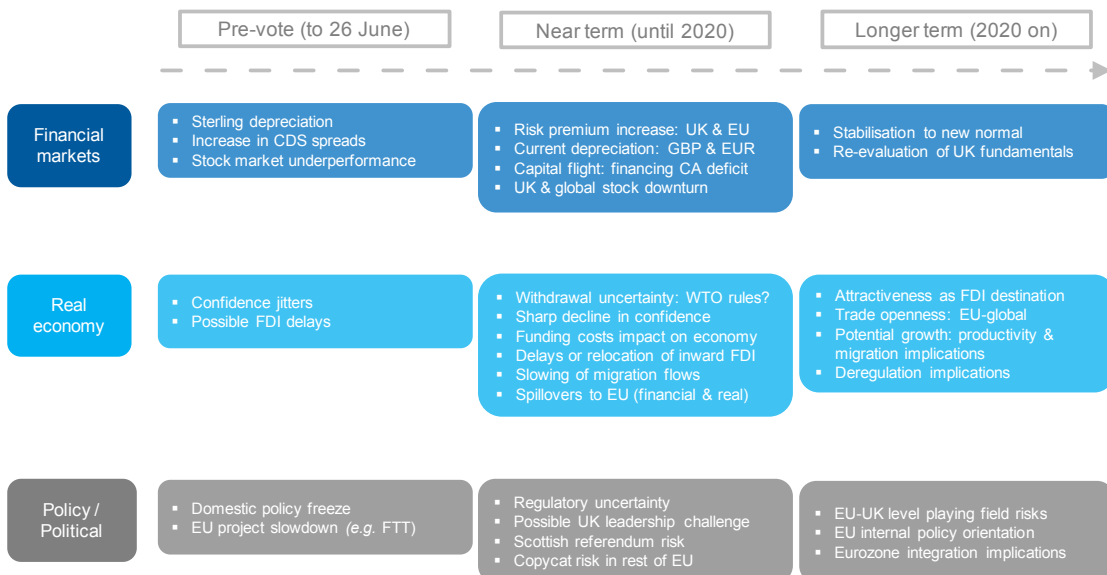 Pre-vote (to 26 June)
Near term (until 2020)
Longer term (2020 on)
Financial
markets
▪ Sterling depreciation
▪ Increase in CDS spreads
▪ Stock market underperformance
▪ Risk premium increase: UK & EU
▪ Current depreciation: GBP & EUR
▪ Capital flight: financing CA deficit
▪ UK & global stock downturn
▪ Stabilisation to new normal
▪ Re-evaluation of UK fundamentals
Real
economy
▪ Confidence jitters
▪ Possible FDI delays
▪ Withdrawal uncertainty: WTO rules?
▪ Sharp decline in confidence
▪ Funding costs impact on economy
▪ Delays or relocation of inward FDI
▪ Slowing of migration flows
▪ Spillovers to EU (financial & real)
▪ Attractiveness as FDI destination
▪ Trade openness: EU-global
▪ Potential growth: productivity &
migration implications
▪ Deregulation implications
Policy /
Political
▪ Domestic policy freeze
▪ EU project slowdown (e.g. FTT)
▪ Regulatory uncertainty
▪ Possible UK leadership challenge
▪ Scottish referendum risk
▪ Copycat risk in rest of EU
▪ EU-UK level playing field risks
▪ EU internal policy orientation
▪ Eurozone integration implications